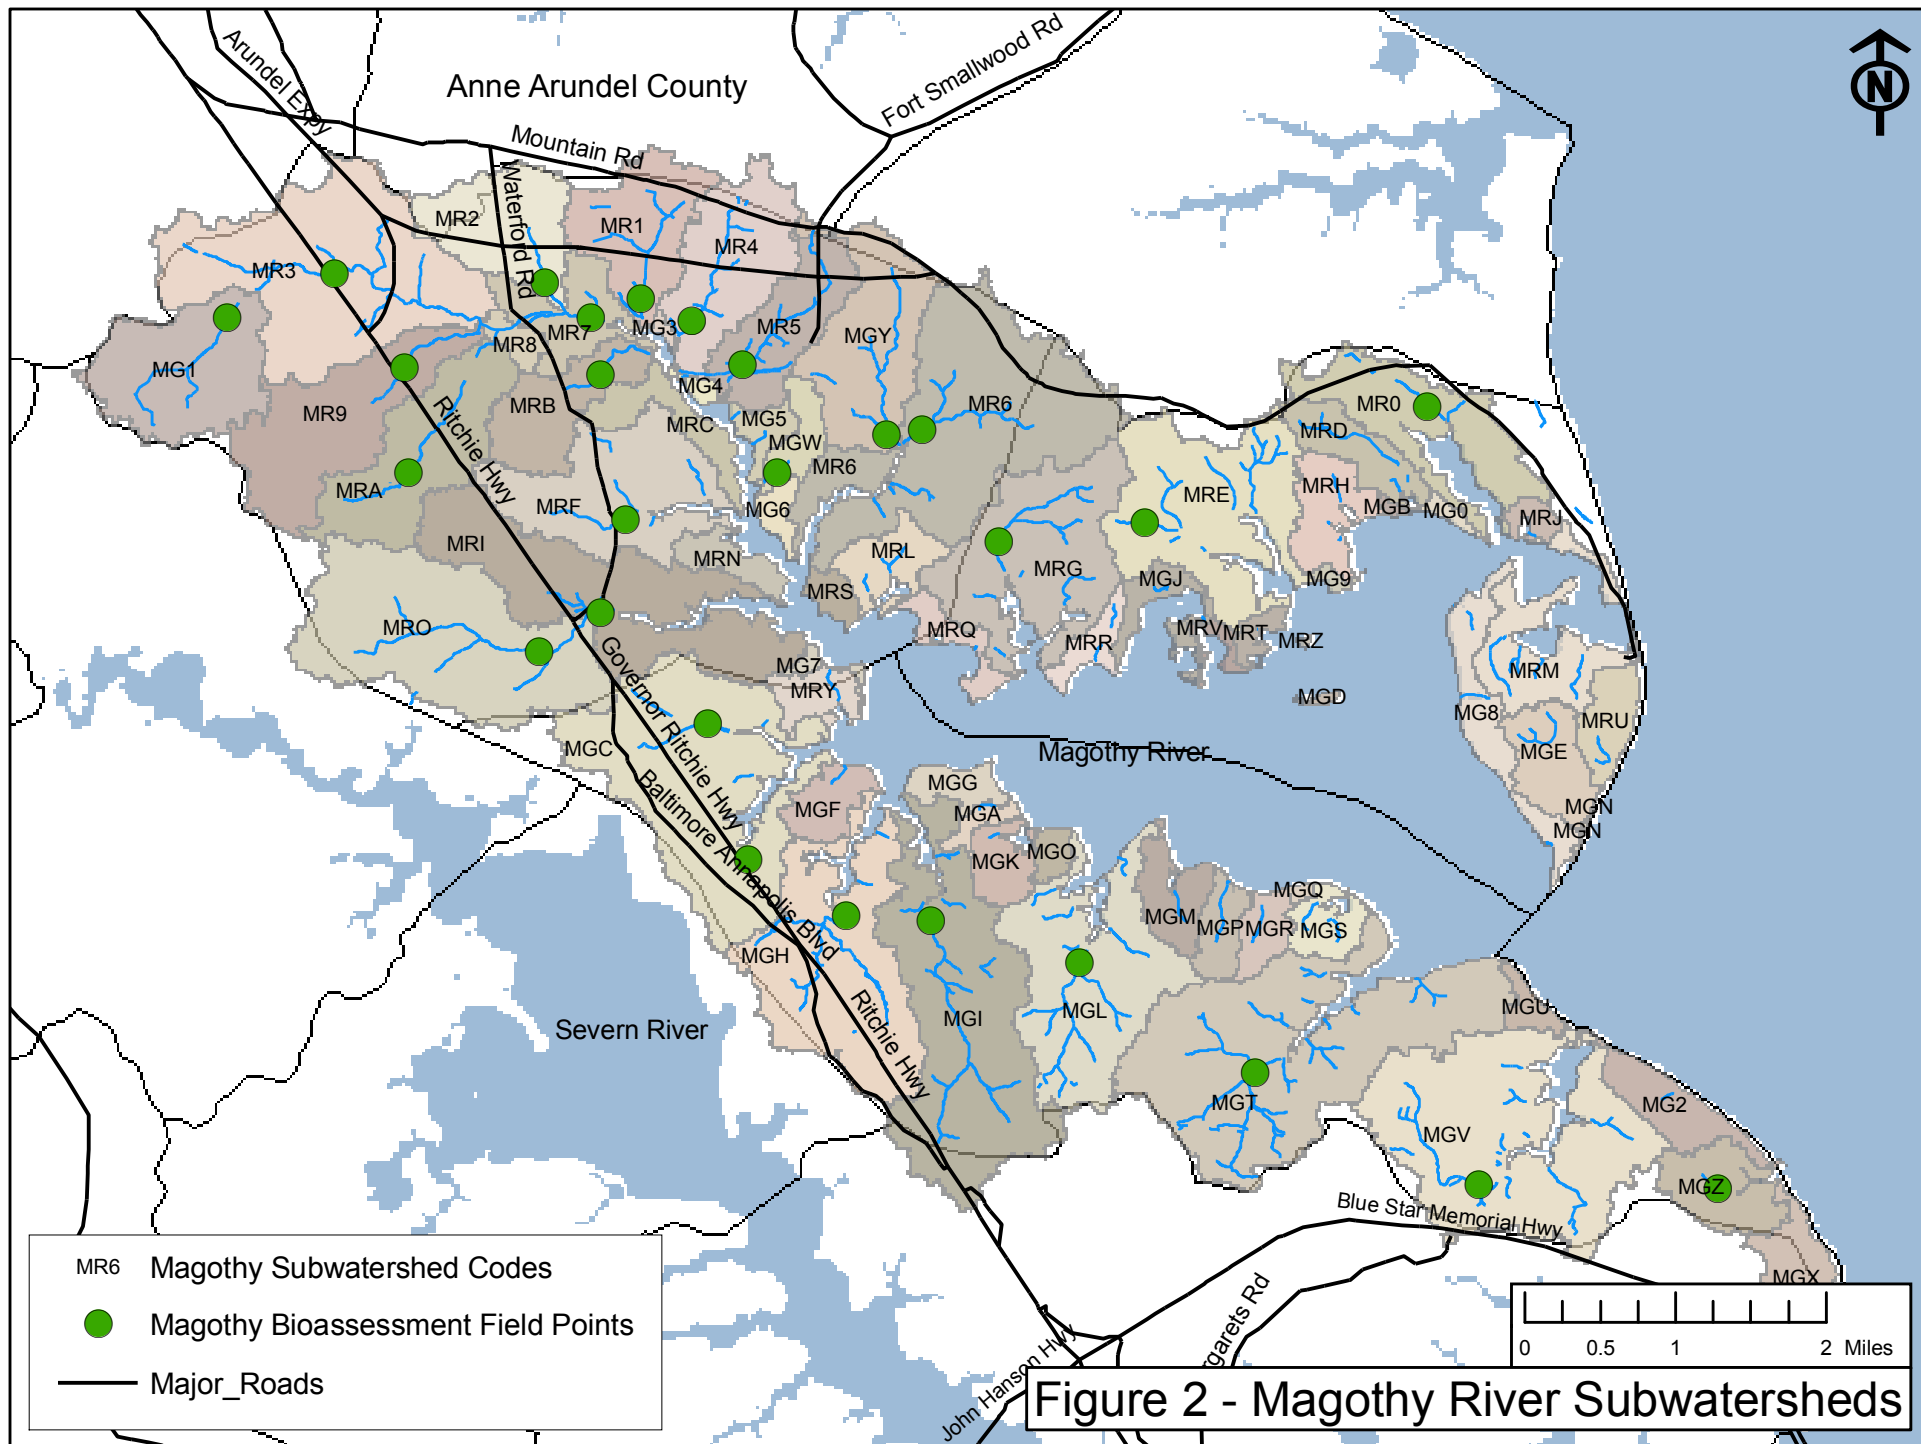 Arundel Expy
Anne Arundel County
Fort Smallwood Rd
N
Mountain Rd
Waterford Rd
MR2
MR1
MR4
MR3
MR5
MG3
MR7
MR8
MGY
MG1
MG4
MR6
MR0
MR9
MRB
MRC
MG5
MGW
MRD
Ritchie Hwy
MR6
MRA
MRE
MRH
MGB
MG0
MRJ
MRF
MG6
MRI
MRN
MRL
MRG
MGJ
MG9
MRS
MRO
MRQ
MRR
MRV
MRT
MRZ
Governor Ritchie Hwy
MG7
MRY
MRM
MGD
MG8
MRU
MGC
Magothy River
MGE
Baltimore Annapolis Blvd
MGF
MGG
MGA
MGN
MGN
MGK
MGO
MGQ
MGM
MGP
MGR
MGS
MGH
Ritchie Hwy
MGI
MGL
MGU
Severn River
MGT
MG2
MGV
MGZ
Blue Star Memorial Hwy
MGX
MR6 Magothy Subwatershed Codes
Magothy Bioassessment Field Points
Major_Roads
John Hanson Hwy
garets Rd
0 0.5 1 2 Miles
Figure 2 - Magothy River Subwatersheds